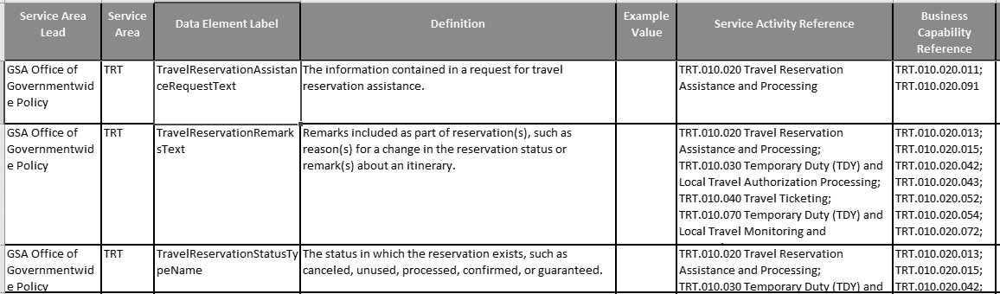 Service Area Lead
Service Area
Data Element Label
Definition
Example Value
Service Activity Reference
Business Capability Reference
GSA Office of
Governmentwid
e Policy
TRT
TravelReservationAssistan
ceRequestText
The information contained in a request for travel
reservation assistance.
TRT.010.020 Travel Reservation
Assistance and Processing
TRT.010.020.011;
TRT.010.020.091
GSA Office of
Governmentwid
e Policy
TRT
TravelReservationRemark
sText
Remarks included as part of reservation(s), such as
reason(s) for a change in the reservation status or
remark(s) about an itinerary.
TRT.010.020 Travel Reservation
Assistance and Processing;
TRT.010.030 Temporary Duty (TDY) and
Local Travel Authorization Processing;
TRT.010.040 Travel Ticketing;
TRT.010.070 Temporary Duty (TDY) and
Local Travel Monitoring and
TRT.010.020.013;
TRT.010.020.015;
TRT.010.020.042;
TRT.010.020.043;
TRT.010.020.052;
TRT.010.020.054;
TRT.010.020.072;
GSA Office of
Governmentwid
e Policy
TRT
TravelReservationStatusTy
peName
The status in which the reservation exists, such as
canceled, unused, processed, confirmed, or guaranteed.
TRT.010.020 Travel Reservation
Assistance and Processing;
TRT.010.030 Temporary Duty (TDY) and
TRT.010.020.013;
TRT.010.020.015;
TRT.010.020.042;